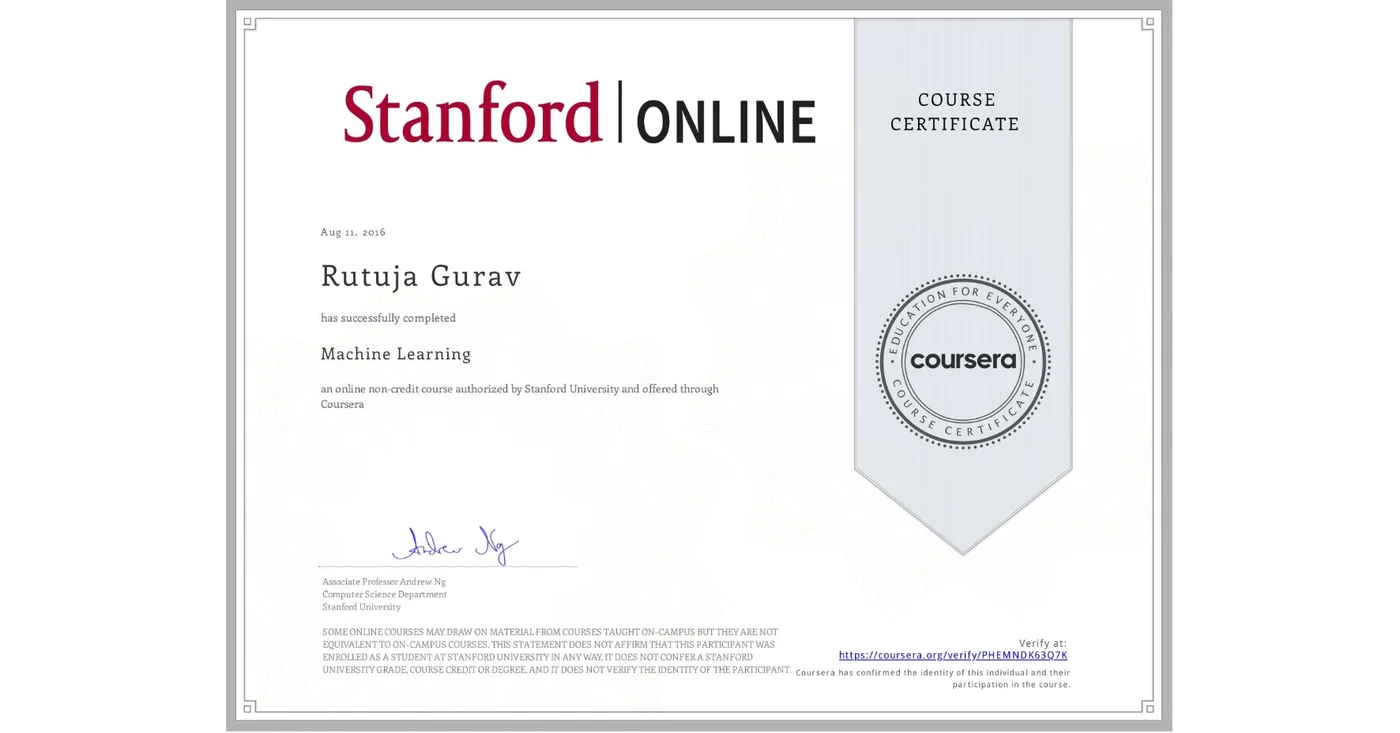 Stanford | ONLINE
COURSE
CERTIFICATE
Aug 11, 2016
Rutuja Gurav
has successfully completed
Machine Learning
an online non-credit course authorized by Stanford University and offered through
Coursera
EDUCATION FOR EVERYONE
coursera
COURSE CERTIFICATE
Andrew Ng
Associate Professor Andrew Ng
Computer Science Department
Stanford University
SOME ONLINE COURSES MAY DRAW ON MATERIAL FROM COURSES TAUGHT ON-CAMPUS BUT THEY ARE NOT
EQUIVALENT TO ON-CAMPUS COURSES. THIS STATEMENT DOES NOT AFFIRM THAT THIS PARTICIPANT WAS
ENROLLED AS A STUDENT AT STANFORD UNIVERSITY IN ANY WAY. IT DOES NOT CONFER A STANFORD
UNIVERSITY GRADE, COURSE CREDIT OR DEGREE, AND IT DOES NOT VERIFY THE IDENTITY OF THE PARTICIPANT.
Verify at:
https://coursera.org/verify/PHEMNDK63Q7K
Coursera has confirmed the identity of this individual and their
participation in the course.